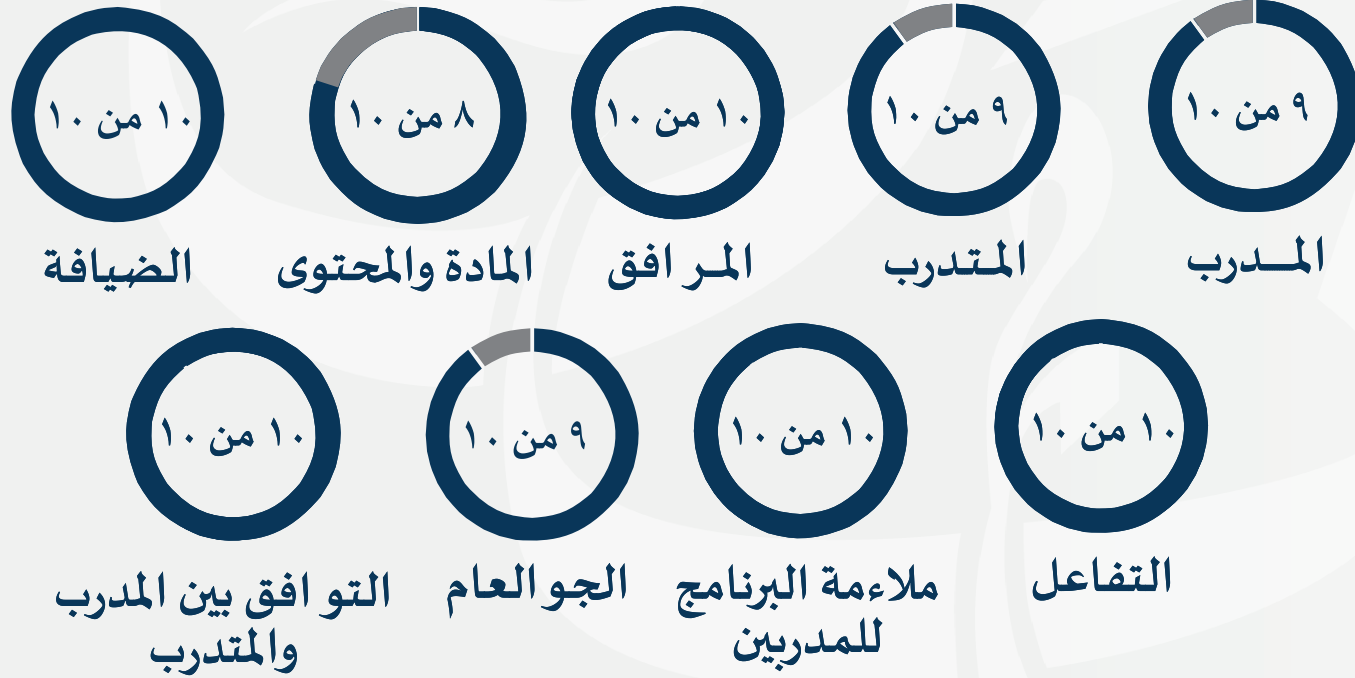 ٩ من ١٠
٩ من ١٠
١٠ من ١٠
٨ من ١٠
١٠ من ١٠
المــدرب
المتدرب
المرافق
المادة والمحتوى
الضيافة
١٠ من ١٠
١٠ من ١٠
٩ من ١٠
١٠ من ١٠
التفاعل
ملاءمة البرنامج
للمدربين
الجو العام
التوافق بين المدرب
والمتدرب